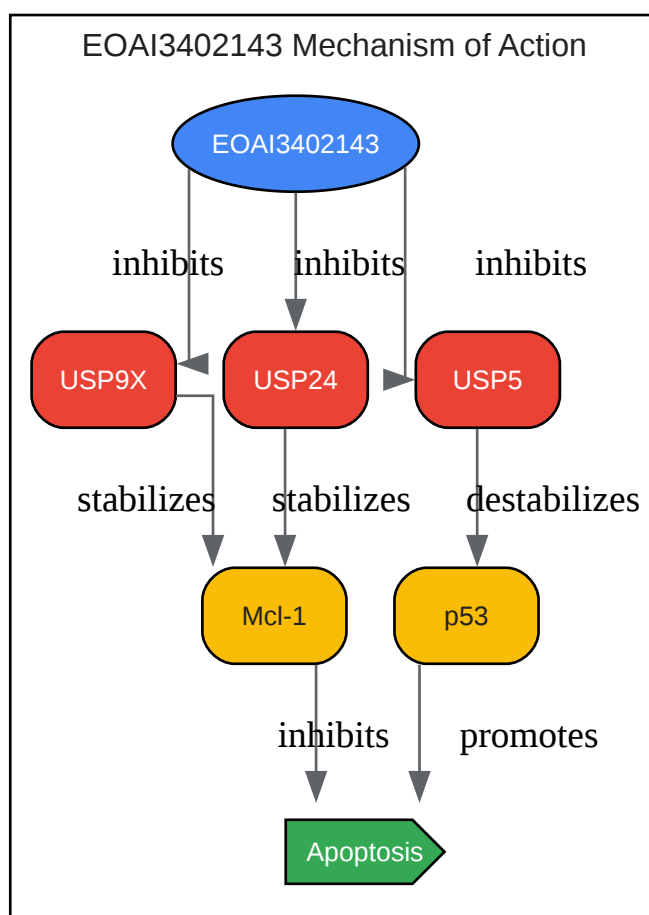 EOAI3402143 Mechanism of Action
EOAI3402143
inhibits inhibits inhibits
USP9X USP24 USP5
stabilizes stabilizes destabilizes
Mcl-1 p53
inhibits promotes
Apoptosis